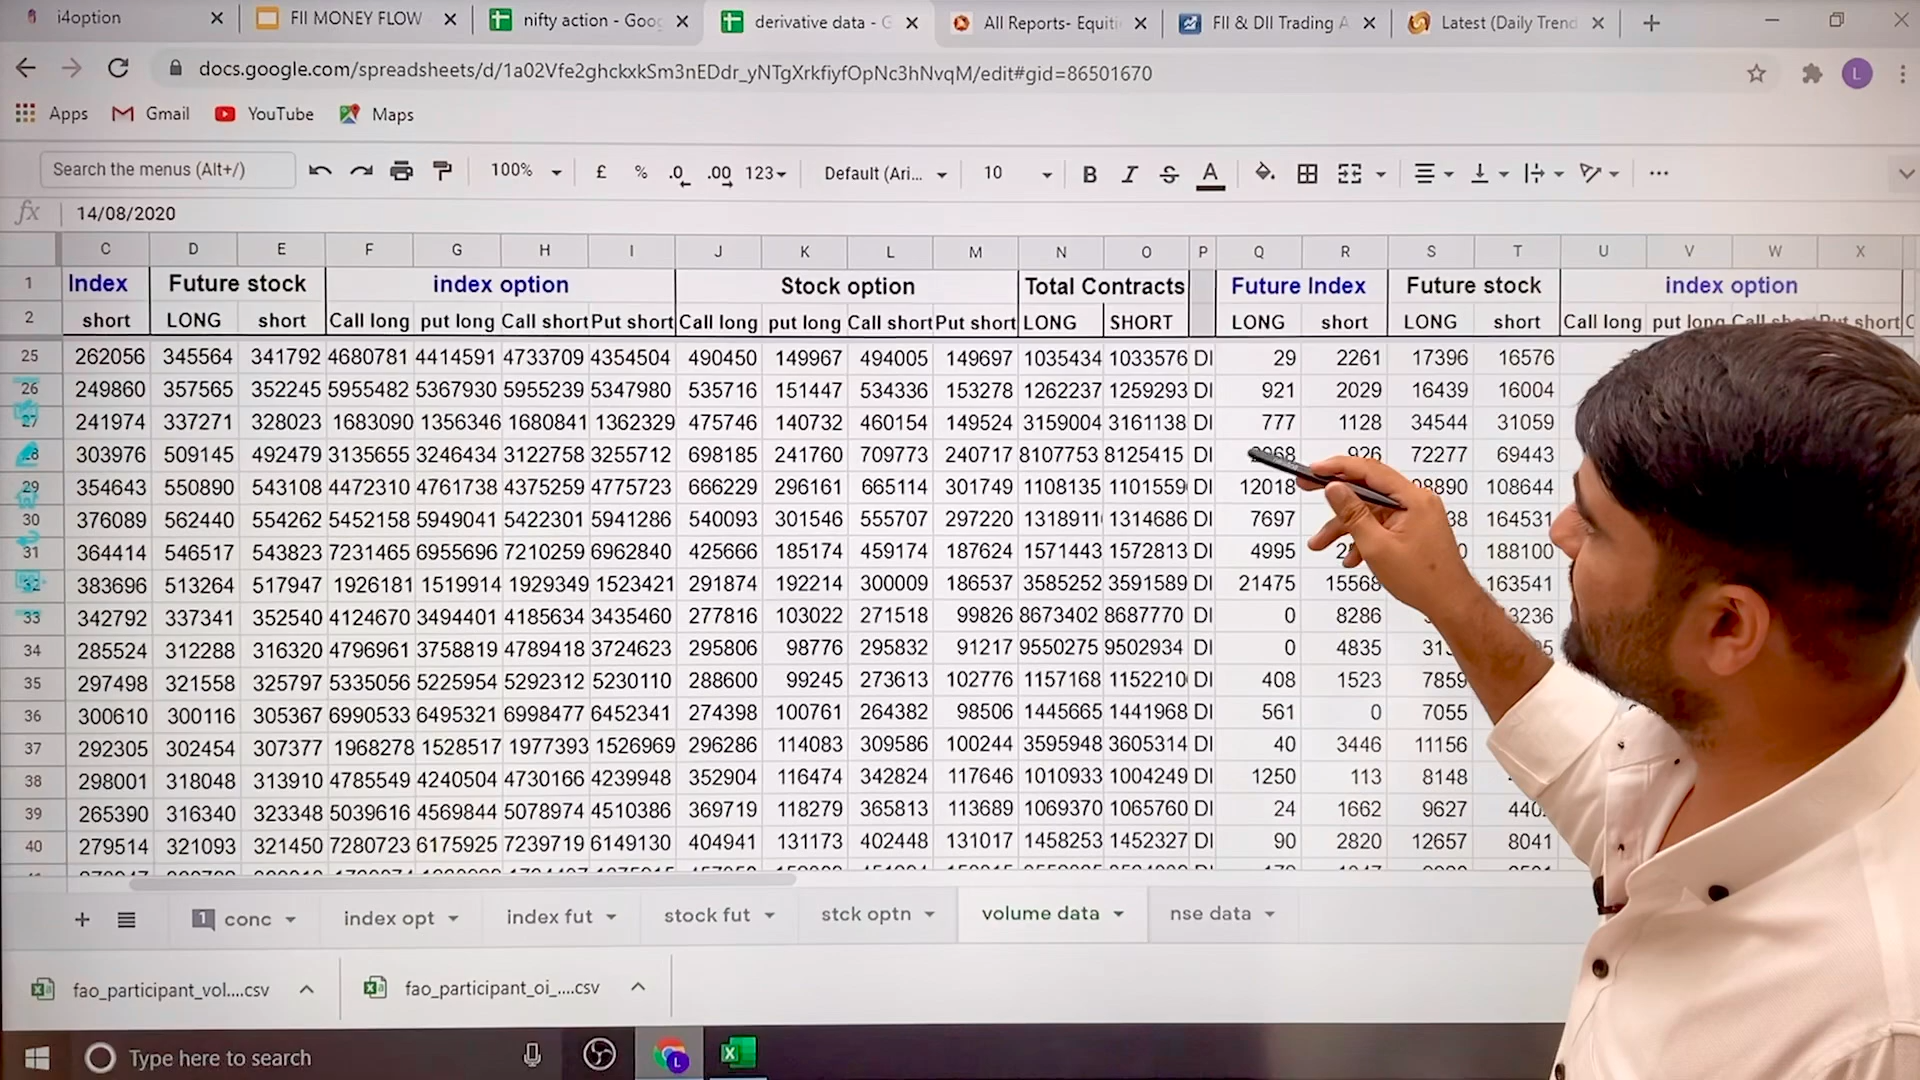 i4option
FII MONEY FLOW
nifty action - Goog
derivative data - G
All Reports- Equiti
FII & DII Trading A
Latest (Daily Trend
docs.google.com/spreadsheets/d/1a02Vfe2ghckxkSm3nEDdr_yNTgXrkfiyfOpNc3hNvqM/edit#gid=86501670
L
Apps
Gmail
YouTube
Maps
Search the menus (Alt+/)
100%
£
%
.0
.00
123
Default (Ari...
10
B
I
S
A
fx
14/08/2020
C D E F G H I J K L M N O P Q R S T U V W X
1 Index Future stock index option Stock option Total Contracts Future Index Future stock index option
2 short LONG short Call long put long Call short Put short Call long put long Call short Put short LONG SHORT LONG short LONG short Call long put long Call short Put short
25 262056 345564 341792 4680781 4414591 4733709 4354504 490450 149967 494005 149697 1035434 1033576 DI 29 2261 17396 16576
26 249860 357565 352245 5955482 5367930 5955239 5347980 535716 151447 534336 153278 1262237 1259293 DI 921 2029 16439 16004
27 241974 337271 328023 1683090 1356346 1680841 1362329 475746 140732 460154 149524 3159004 3161138 DI 777 1128 34544 31059
28 303976 509145 492479 3135655 3246434 3122758 3255712 698185 241760 709773 240717 8107753 8125415 DI 926 72277 69443
29 354643 550890 543108 4472310 4761738 4375259 4775723 666229 296161 665114 301749 1108135 1101559 DI 12018 108644
30 376089 562440 554262 5452158 5949041 5422301 5941286 540093 301546 555707 297220 1318911 1314686 DI 7697 164531
31 364414 546517 543823 7231465 6955696 7210259 6962840 425666 185174 459174 187624 1571443 1572813 DI 4995 188100
32 383696 513264 517947 1926181 1519914 1929349 1523421 291874 192214 300009 186537 3585252 3591589 DI 21475 15568 163541
33 342792 337341 352540 4124670 3494401 4185634 3435460 277816 103022 271518 99826 8673402 8687770 DI 0 8286
34 285524 312288 316320 4796961 3758819 4789418 3724623 295806 98776 295832 91217 9550275 9502934 DI 0 4835
35 297498 321558 325797 5335056 5225954 5292312 5230110 288600 99245 273613 102776 1157168 1152210 DI 408 1523 7859
36 300610 300116 305367 6990533 6495321 6998477 6452341 274398 100761 264382 98506 1445665 1441968 DI 561 0 7055
37 292305 302454 307377 1968278 1528517 1977393 1526969 296286 114083 309586 100244 3595948 3605314 DI 40 3446 11156
38 298001 318048 313910 4785549 4240504 4730166 4239948 352904 116474 342824 117646 1010933 1004249 DI 1250 113 8148
39 265390 316340 323348 5039616 4569844 5078974 4510386 369719 118279 365813 113689 1069370 1065760 DI 24 1662 9627
40 279514 321093 321450 7280723 6175925 7239719 6149130 404941 131173 402448 131017 1458253 1452327 DI 90 2820 12657 8041
1 conc
index opt
index fut
stock fut
stck optn
volume data
nse data
fao_participant_vol....csv
fao_participant_oi_....csv
Type here to search
L